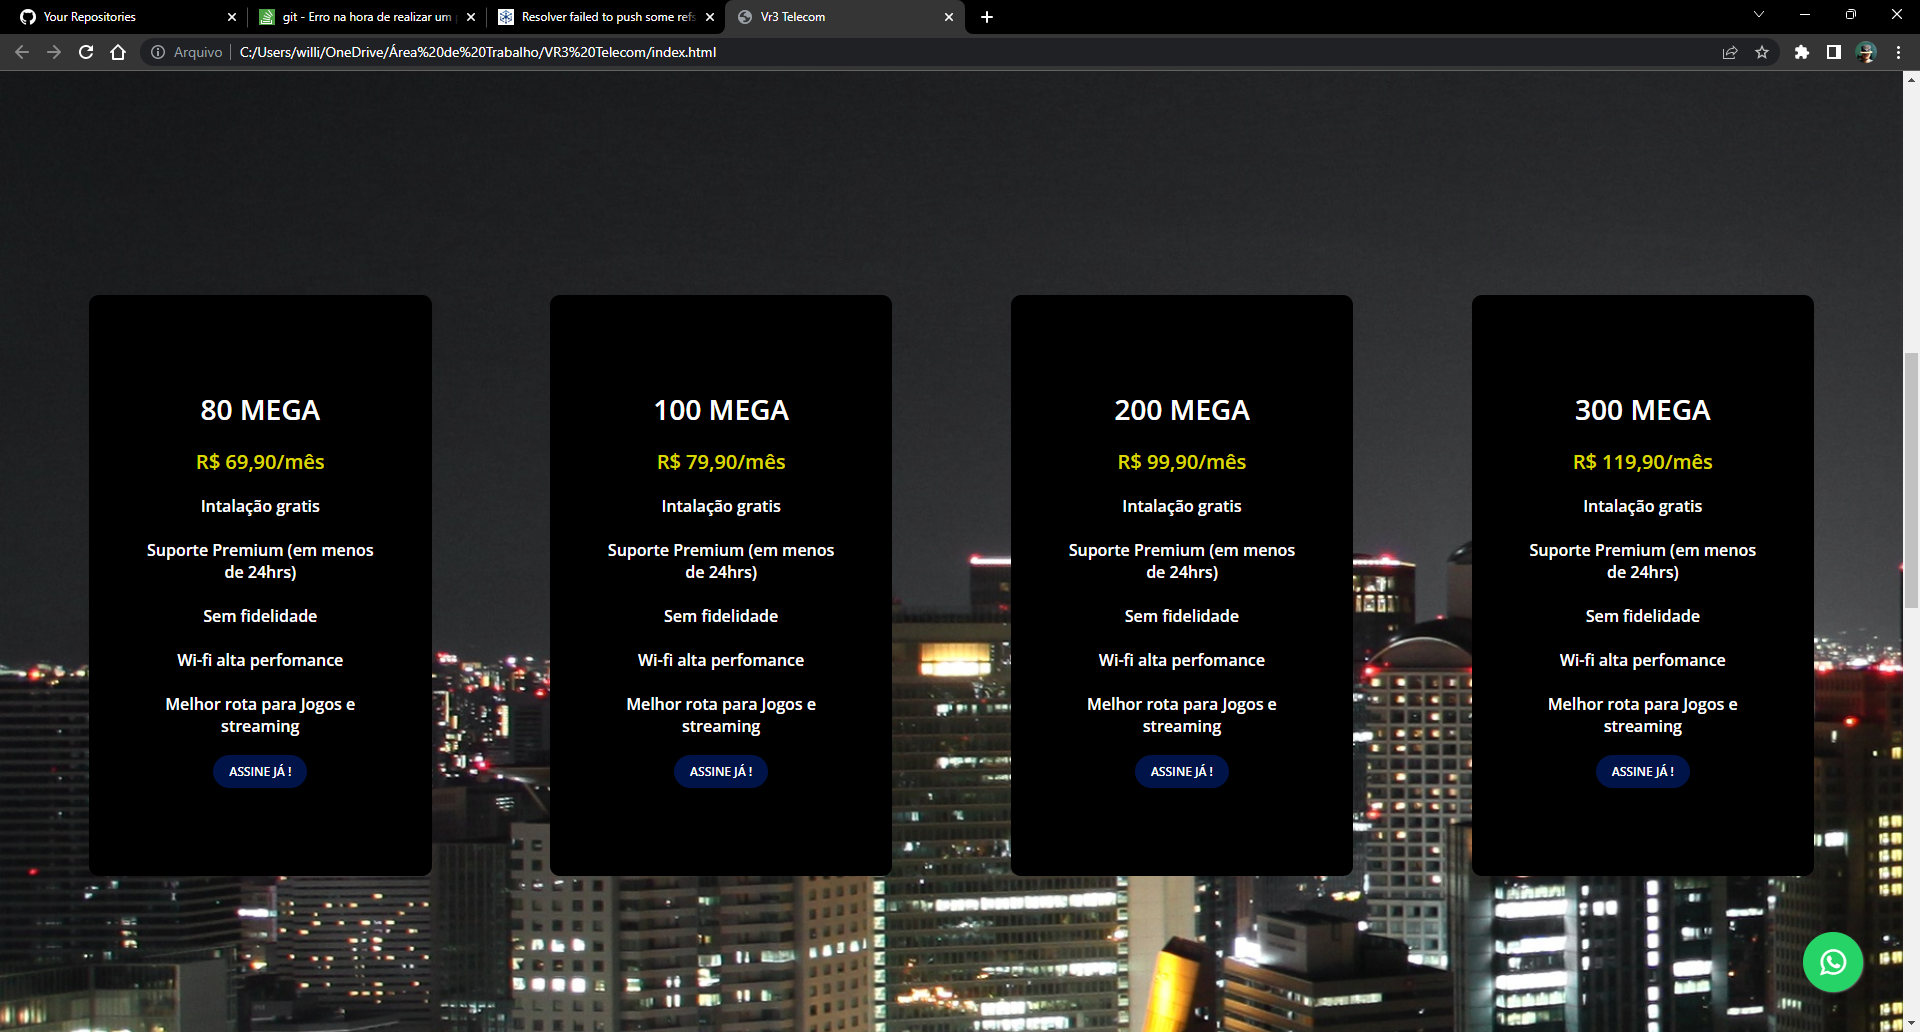 Your Repositories
git - Erro na hora de realizar um
Resolver failed to push some refs
Vr3 Telecom
Arquivo
C:/Users/willi/OneDrive/Área%20de%20Trabalho/VR3%20Telecom/index.html
80 MEGA
R$ 69,90/mês
Intalação gratis
Suporte Premium (em menos
de 24hrs)
Sem fidelidade
Wi-fi alta perfomance
Melhor rota para Jogos e
streaming
ASSINE JÁ !
100 MEGA
R$ 79,90/mês
Intalação gratis
Suporte Premium (em menos
de 24hrs)
Sem fidelidade
Wi-fi alta perfomance
Melhor rota para Jogos e
streaming
ASSINE JÁ !
200 MEGA
R$ 99,90/mês
Intalação gratis
Suporte Premium (em menos
de 24hrs)
Sem fidelidade
Wi-fi alta perfomance
Melhor rota para Jogos e
streaming
ASSINE JÁ !
300 MEGA
R$ 119,90/mês
Intalação gratis
Suporte Premium (em menos
de 24hrs)
Sem fidelidade
Wi-fi alta perfomance
Melhor rota para Jogos e
streaming
ASSINE JÁ !